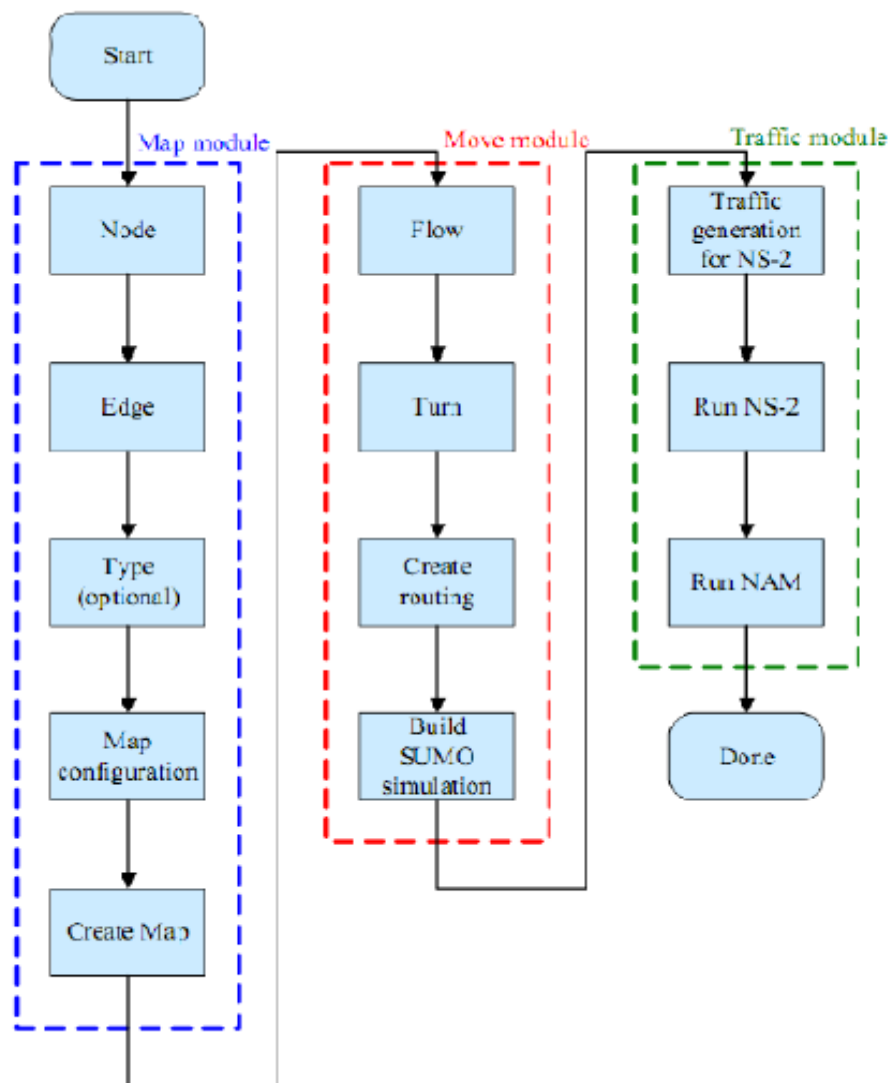 Start
Map module
Node
Edge
Type
(optional)
Map
configuration
Create Map
Move module
Flow
Turn
Create
routing
Build
SUMO
simulation
Traffic module
Traffic
generation
for NS-2
Run NS-2
Run NAM
Done